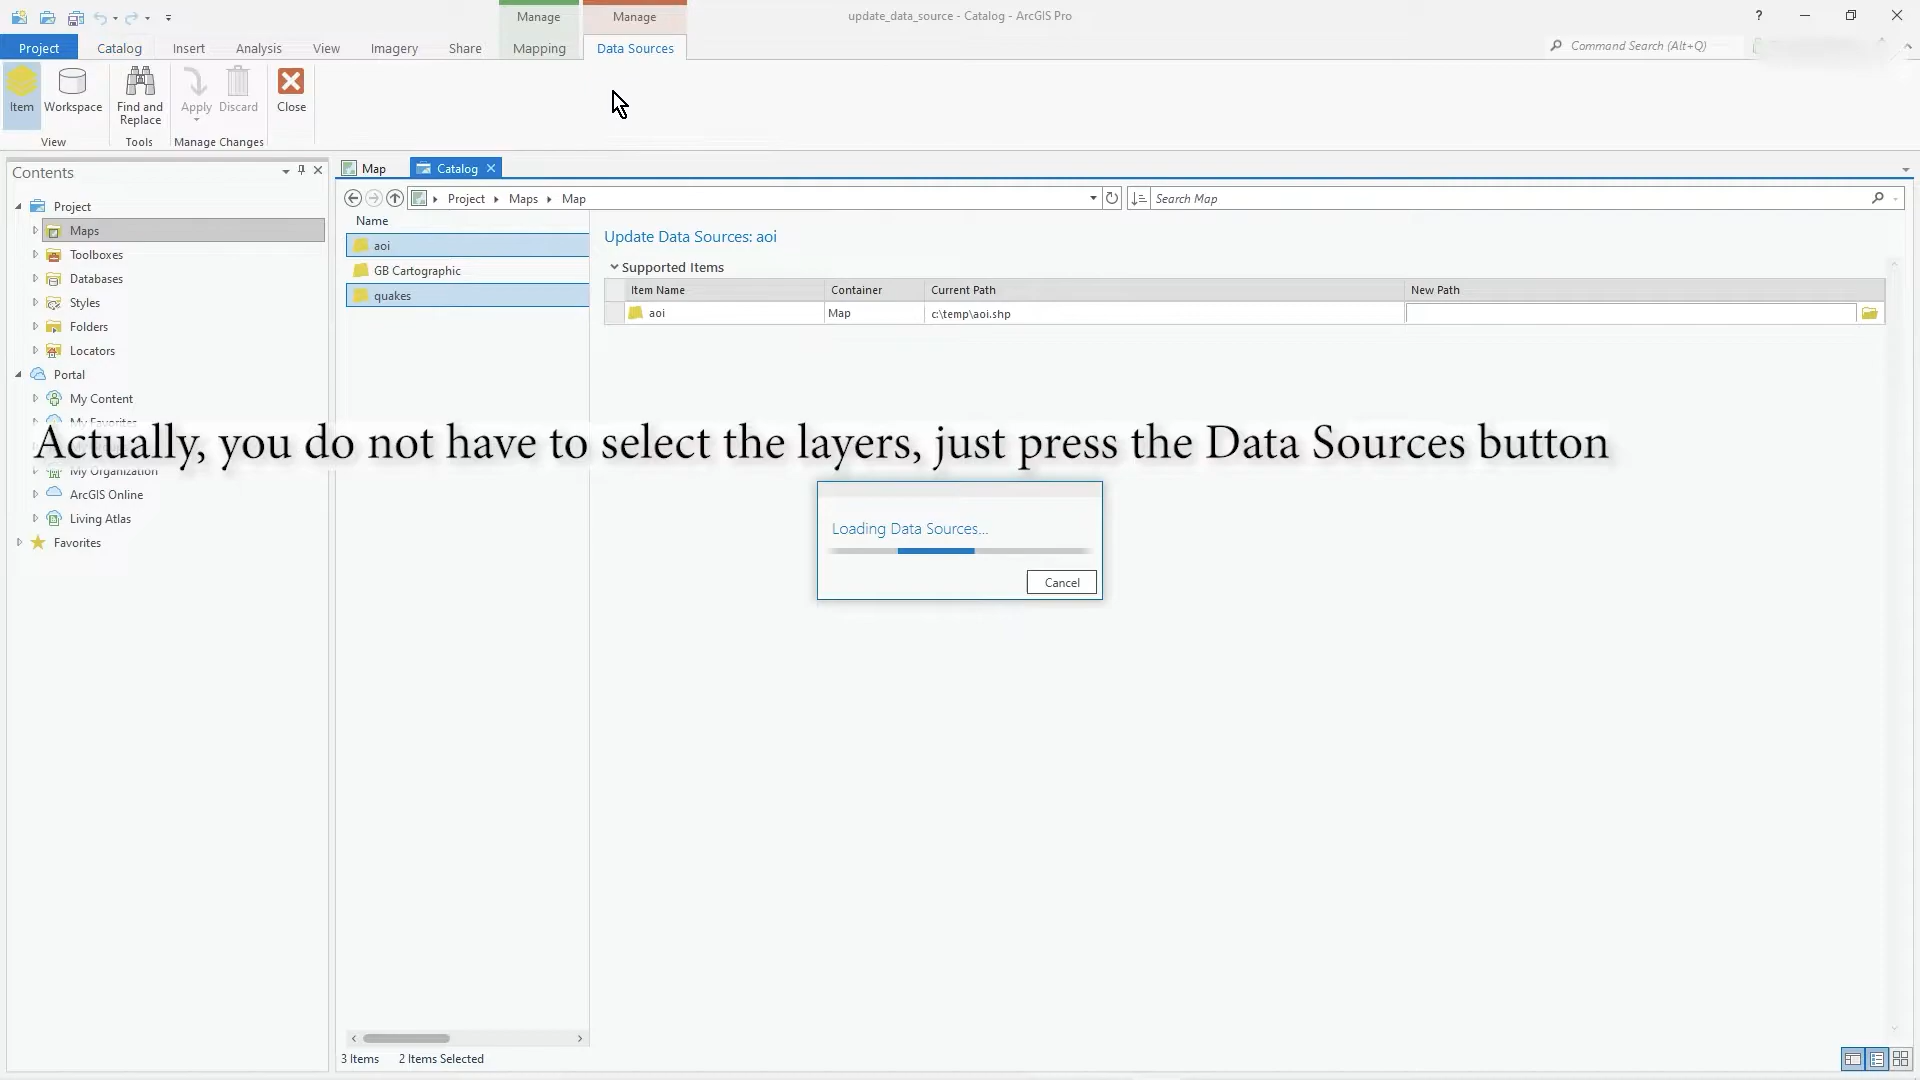 Manage
Manage
update_data_source - Catalog - ArcGIS Pro
?
Project
Catalog
Insert
Analysis
View
Imagery
Share
Mapping
Data Sources
Command Search (Alt+Q)
Item
Workspace
Find and
Replace
Apply
Discard
Close
View
Tools
Manage Changes
Contents
Map
Catalog
Project
Maps
Toolboxes
Databases
Styles
Folders
Locators
Portal
My Content
My Favorites
My Organization
ArcGIS Online
Living Atlas
Favorites
Project
Maps
Map
Search Map
Name
aoi
GB Cartographic
quakes
Update Data Sources: aoi
Supported Items
Item Name
Container
Current Path
New Path
aoi
Map
c:\temp\aoi.shp
Actually, you do not have to select the layers, just press the Data Sources button
Loading Data Sources...
Cancel
3 Items
2 Items Selected